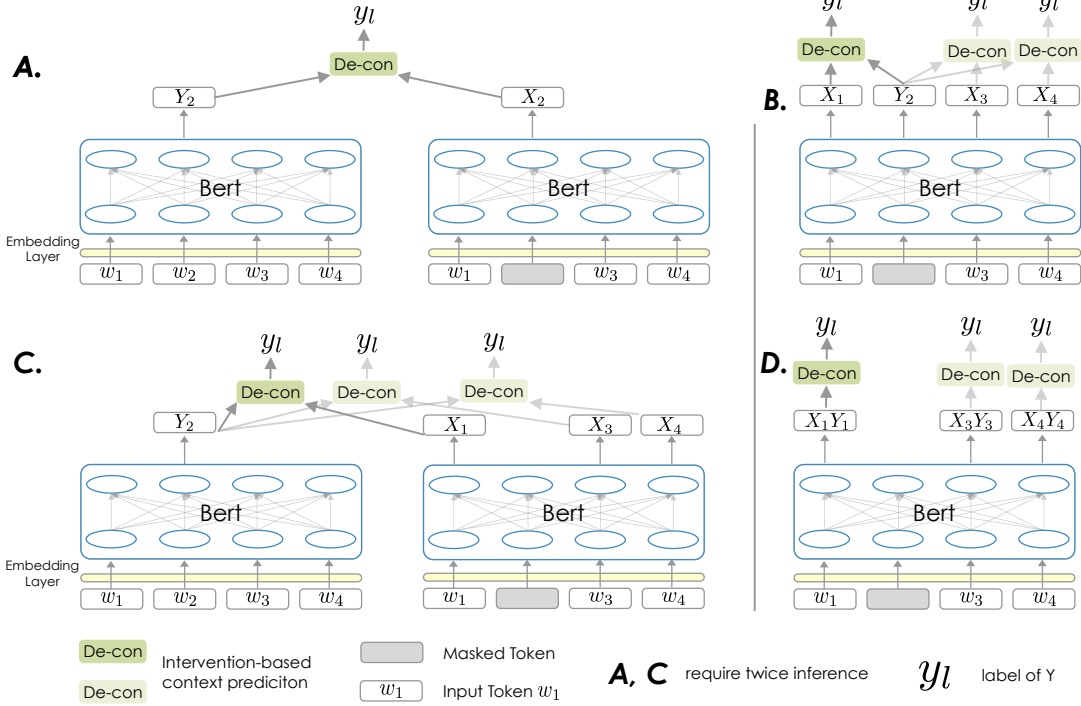 A.
y_l
De-con
Y_2
X_2
Bert
Bert
Embedding
Layer
w_1 w_2 w_3 w_4
w_1 w_3 w_4
B.
y_l y_l y_l
De-con De-con De-con
X_1 Y_2 X_3 X_4
Bert
w_1 w_3 w_4
C.
y_l y_l y_l
De-con De-con De-con
Y_2 X_1 X_3 X_4
Bert
Bert
Embedding
Layer
w_1 w_2 w_3 w_4
w_1 w_3 w_4
D.
y_l y_l y_l
De-con De-con De-con
X_1Y_1 X_3Y_3 X_4Y_4
Bert
w_1 w_3 w_4
De-con
De-con
Intervention-based
context prediciton
Masked Token
w_1 Input Token w_1
A, C require twice inference
y_l label of Y